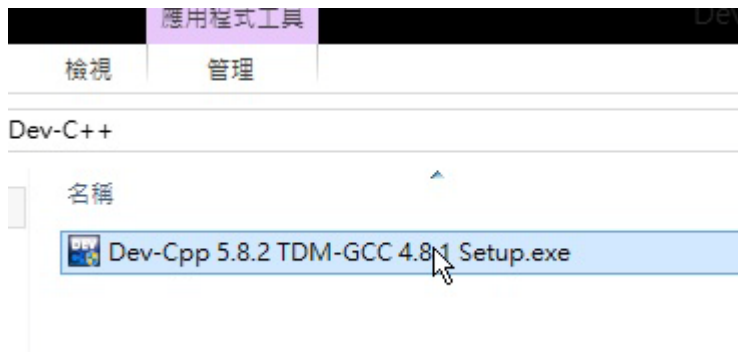 應用程式工具
Dev
檢視 管理
Dev-C++
名稱
Dev-Cpp 5.8.2 TDM-GCC 4.8.1 Setup.exe